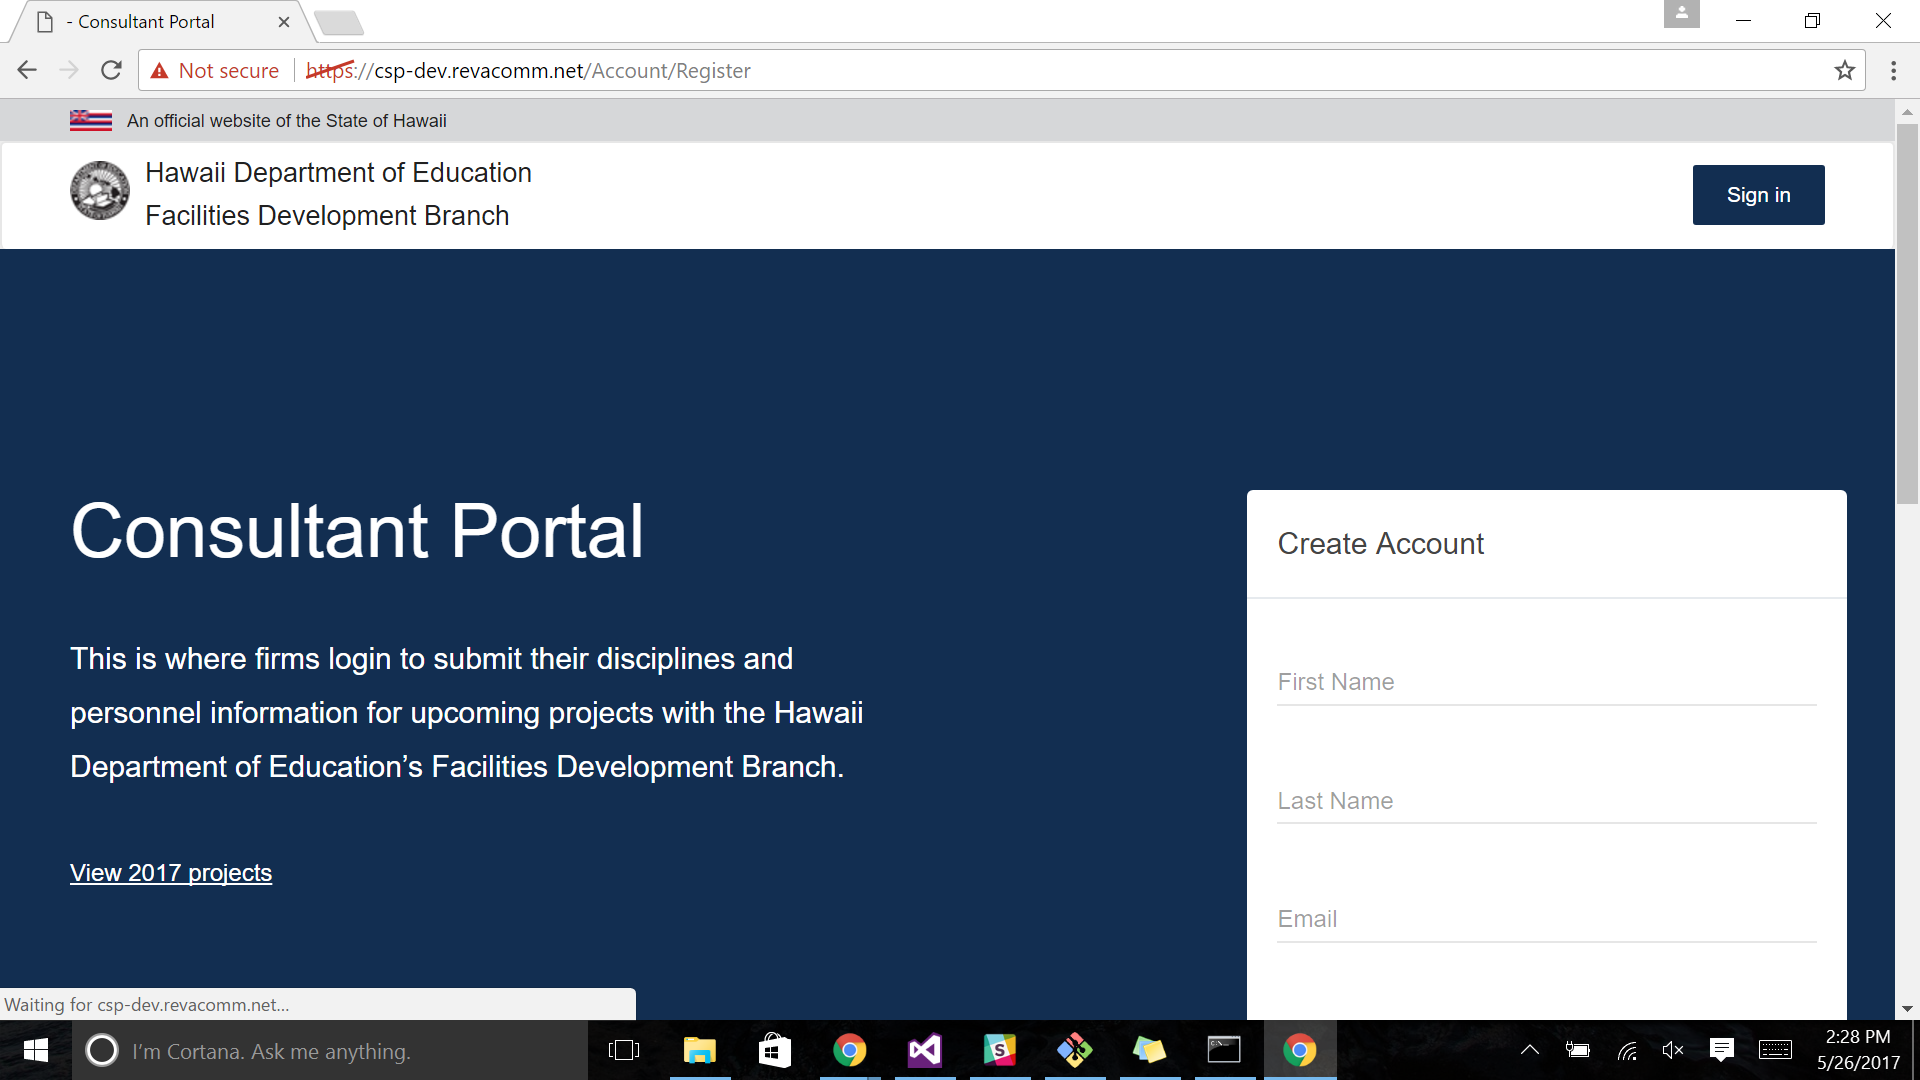 - Consultant Portal
Not secure
https://csp-dev.revacomm.net/Account/Register
An official website of the State of Hawaii
Hawaii Department of Education
Facilities Development Branch
Sign in
Consultant Portal
This is where firms login to submit their disciplines and
personnel information for upcoming projects with the Hawaii
Department of Education’s Facilities Development Branch.
View 2017 projects
Create Account
First Name
Last Name
Email
Waiting for csp-dev.revacomm.net...
I'm Cortana. Ask me anything.
2:28 PM
5/26/2017